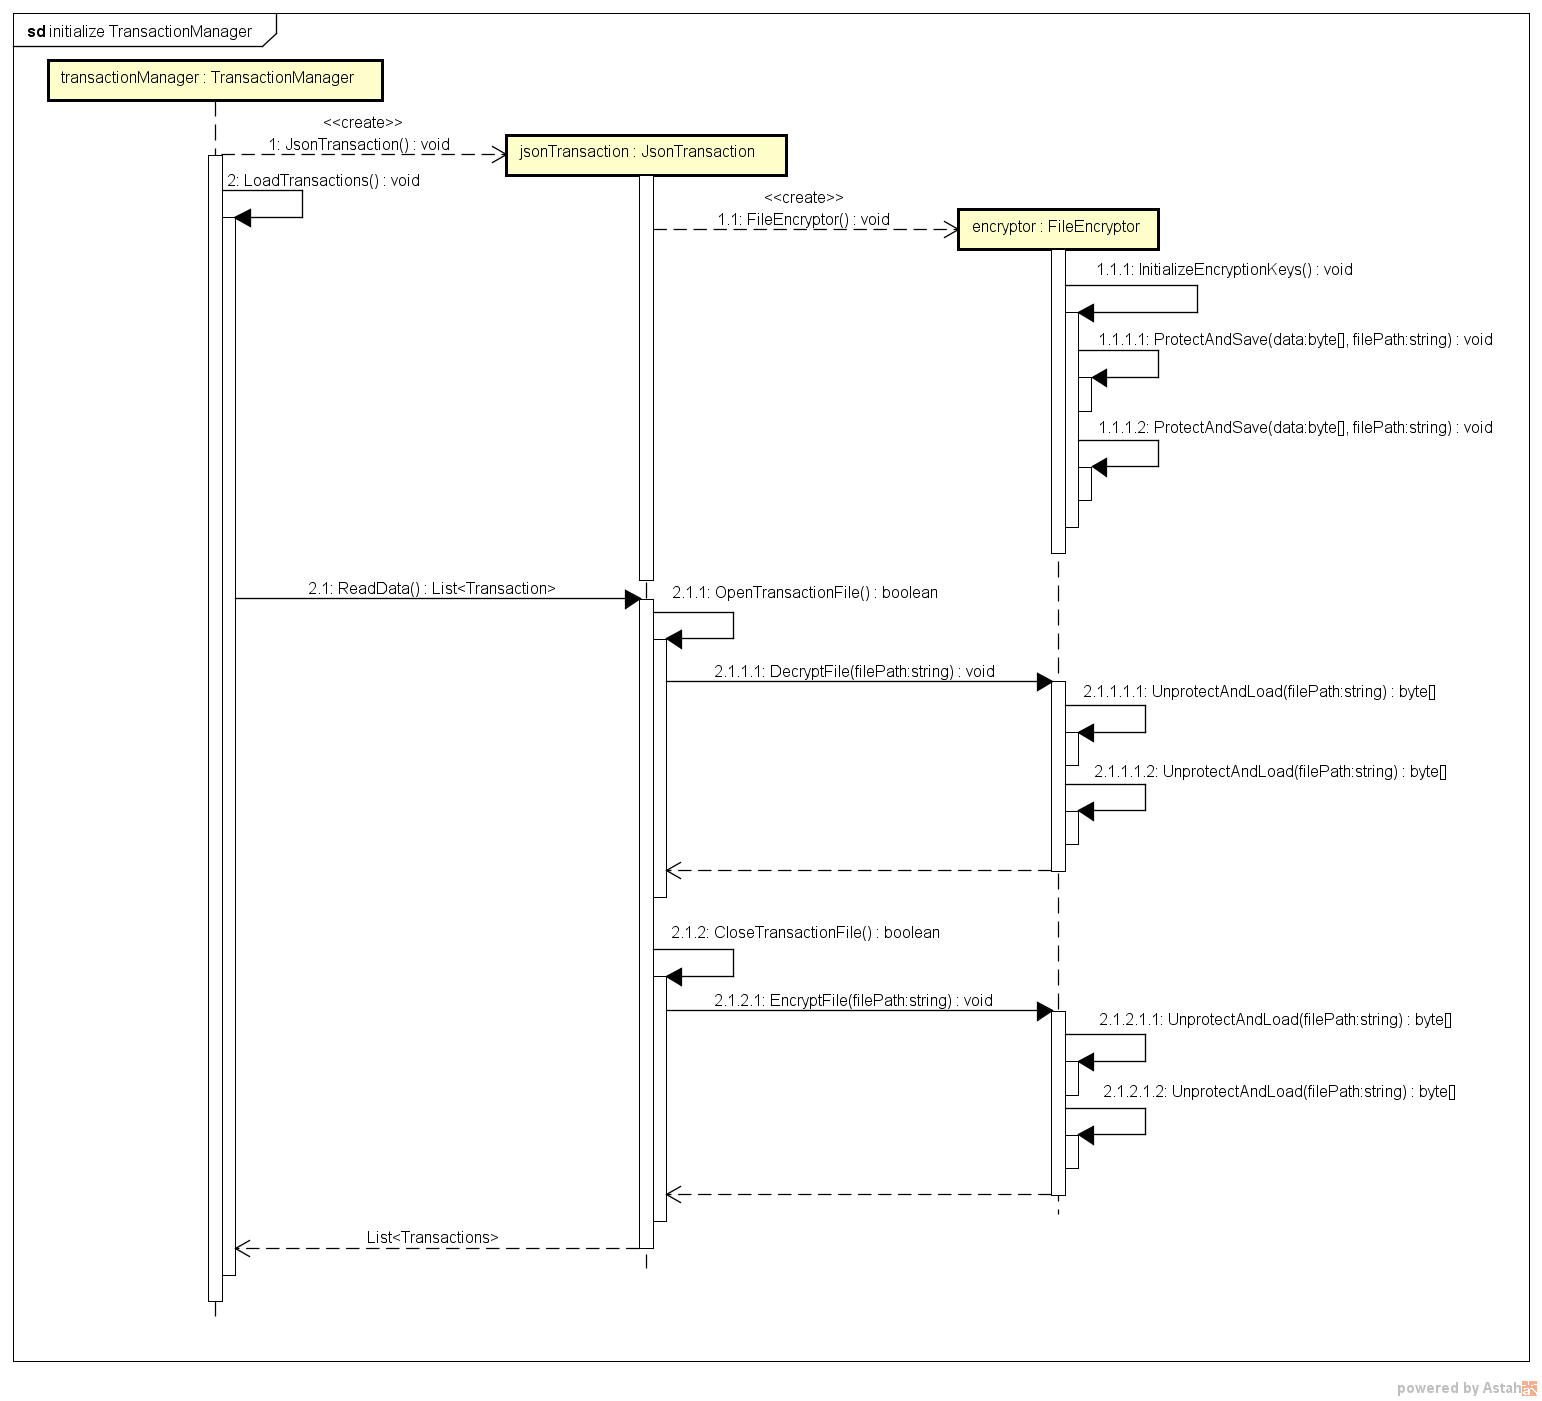 sd initialize TransactionManager
transactionManager : TransactionManager
<<create>>
1: JsonTransaction() : void
jsonTransaction : JsonTransaction
2: LoadTransactions() : void
<<create>>
1.1: FileEncryptor() : void
encryptor : FileEncryptor
1.1.1: InitializeEncryptionKeys() : void
1.1.1.1: ProtectAndSave(data:byte[], filePath:string) : void
1.1.1.2: ProtectAndSave(data:byte[], filePath:string) : void
2.1: ReadData() : List<Transaction>
2.1.1: OpenTransactionFile() : boolean
2.1.1.1: DecryptFile(filePath:string) : void
2.1.1.1.1: UnprotectAndLoad(filePath:string) : byte[]
2.1.1.1.2: UnprotectAndLoad(filePath:string) : byte[]
2.1.2: CloseTransactionFile() : boolean
2.1.2.1: EncryptFile(filePath:string) : void
2.1.2.1.1: UnprotectAndLoad(filePath:string) : byte[]
2.1.2.1.2: UnprotectAndLoad(filePath:string) : byte[]
List<Transactions>
powered by Astah